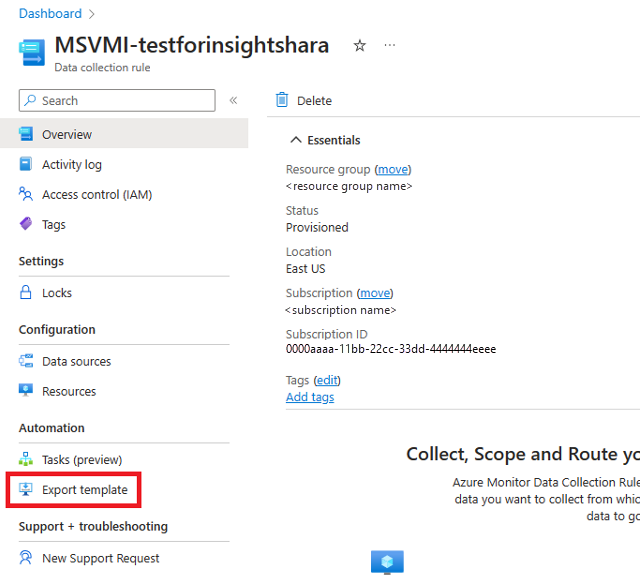 Dashboard >
MSVMI-testforinsightshara
Data collection rule
Search
Overview
Activity log
Access control (IAM)
Tags
Settings
Locks
Configuration
Data sources
Resources
Automation
Tasks (preview)
Export template
Support + troubleshooting
New Support Request
Delete
Essentials
Resource group (move)
<resource group name>
Status
Provisioned
Location
East US
Subscription (move)
<subscription name>
Subscription ID
0000aaaa-11bb-22cc-33dd-4444444eeee
Tags (edit)
Add tags
Collect, Scope and Route yo
Azure Monitor Data Collection Rule
data you want to collect from whic
data to go